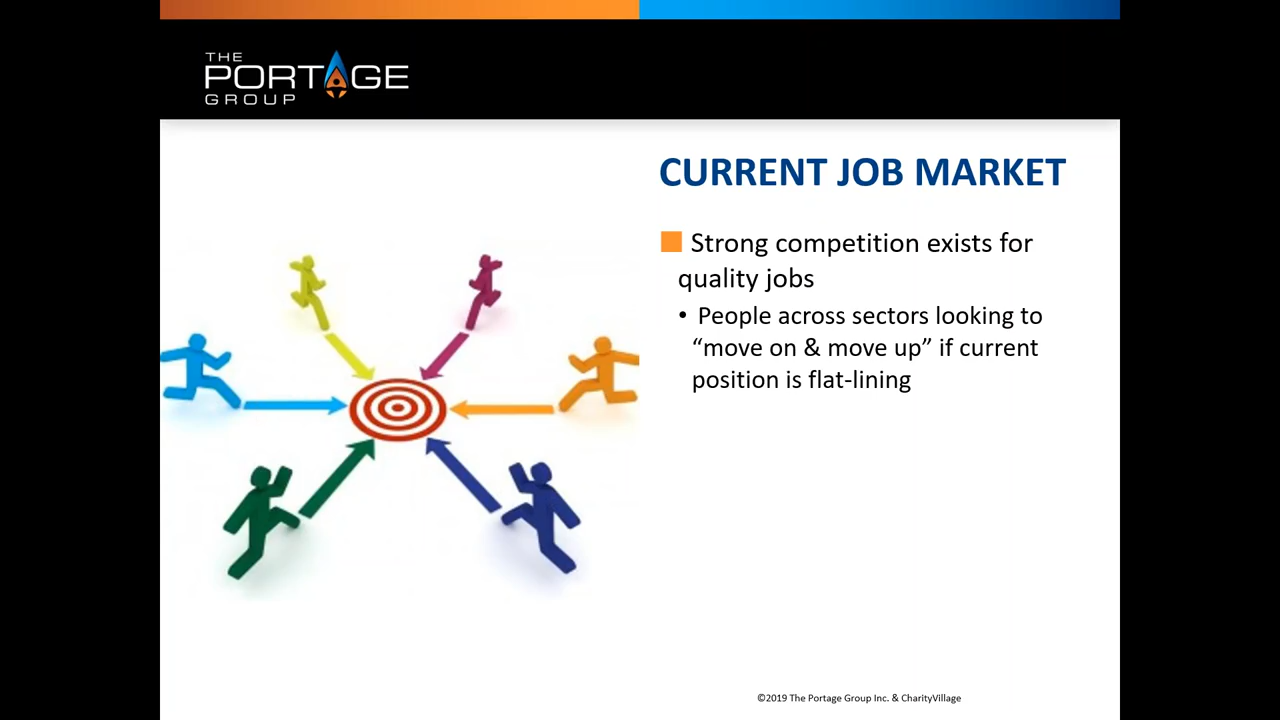 THE
PORTAGE
GROUP
CURRENT JOB MARKET
Strong competition exists for
quality jobs
• People across sectors looking to
“move on & move up” if current
position is flat-lining
©2019 The Portage Group Inc. & CharityVillage